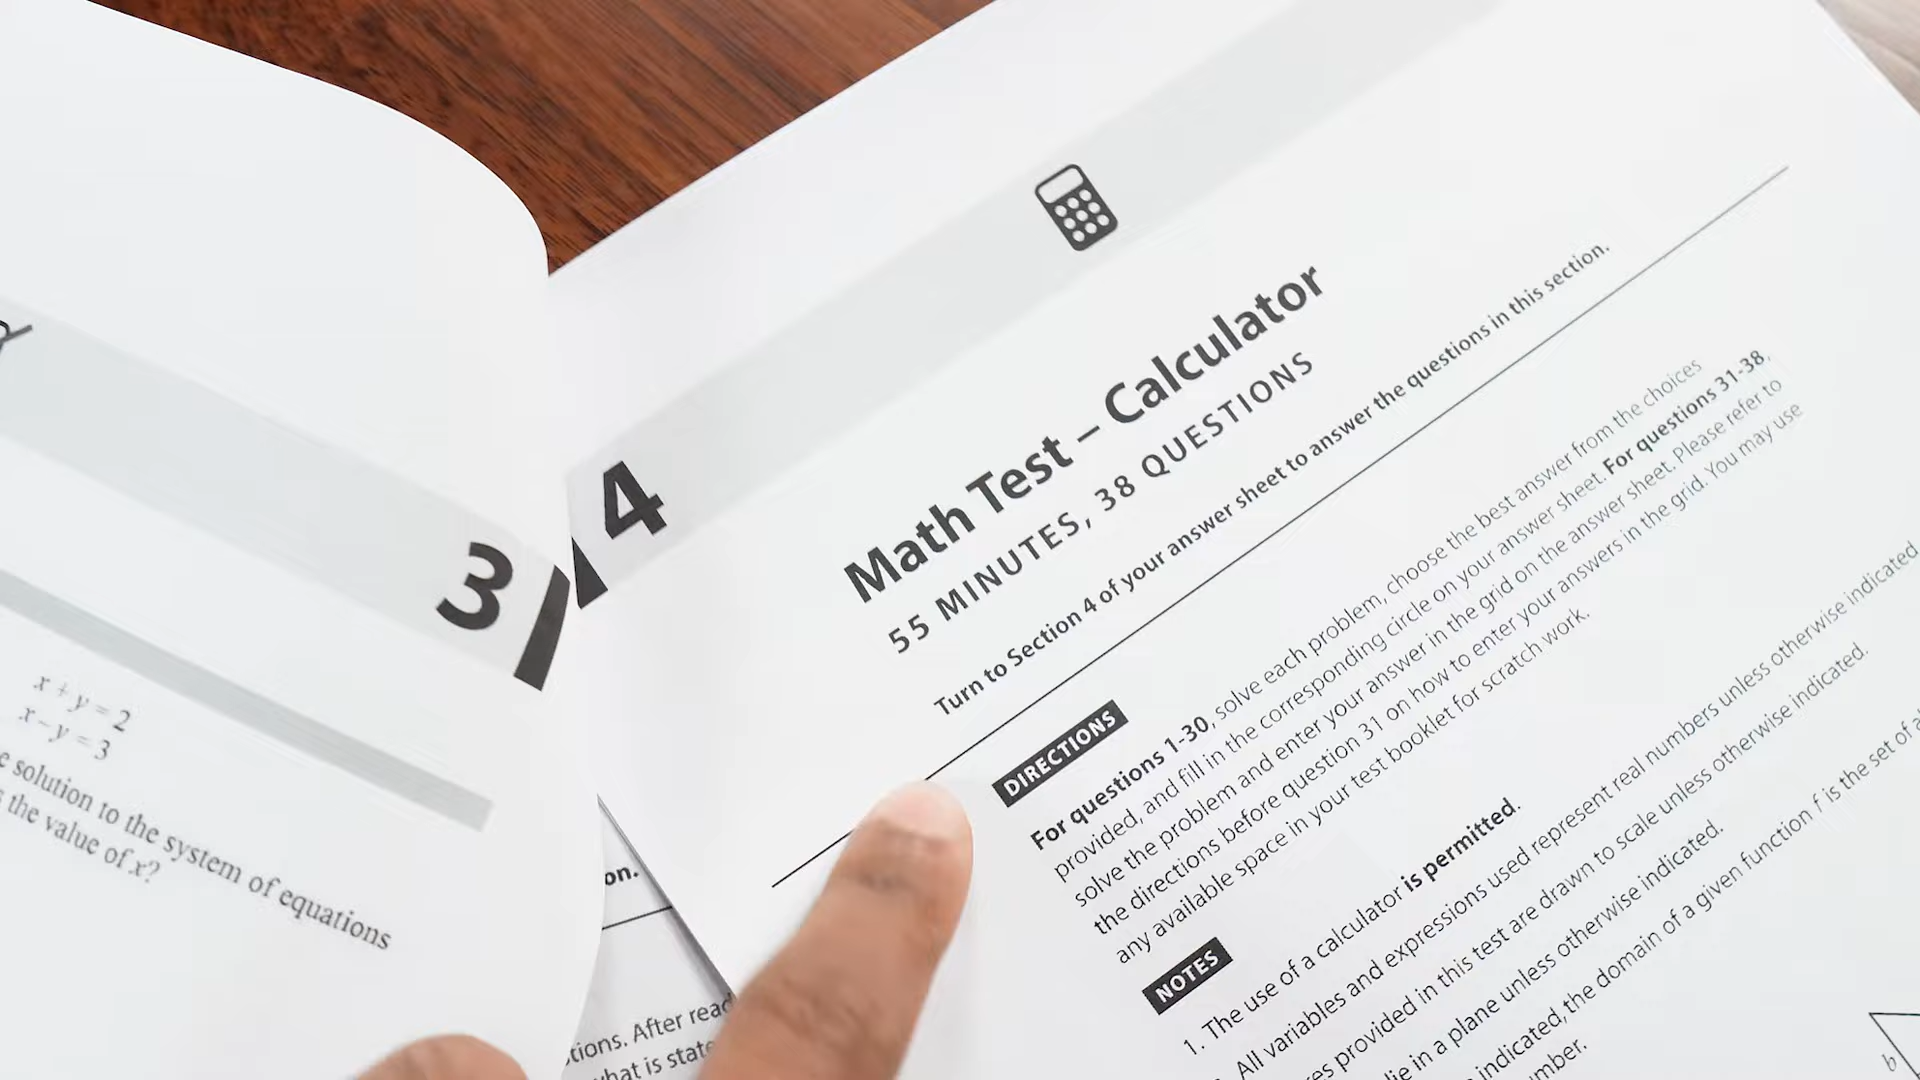 3
x + y = 2
x − y = 3
solution to the system of equations
the value of x?
on.
tions. After read
what is state
4
Math Test – Calculator
55 MINUTES, 38 QUESTIONS
Turn to Section 4 of your answer sheet to answer the questions in this section.
DIRECTIONS
For questions 1-30, solve each problem, choose the best answer from the choices
provided, and fill in the corresponding circle on your answer sheet. For questions 31-38,
solve the problem and enter your answer in the grid on the answer sheet. Please refer to
the directions before question 31 on how to enter your answers in the grid. You may use
any available space in your test booklet for scratch work.
NOTES
1. The use of a calculator is permitted.
All variables and expressions used represent real numbers unless otherwise indicated.
res provided in this test are drawn to scale unless otherwise indicated.
lie in a plane unless otherwise indicated.
indicated, the domain of a given function f is the set of a
umber.
b